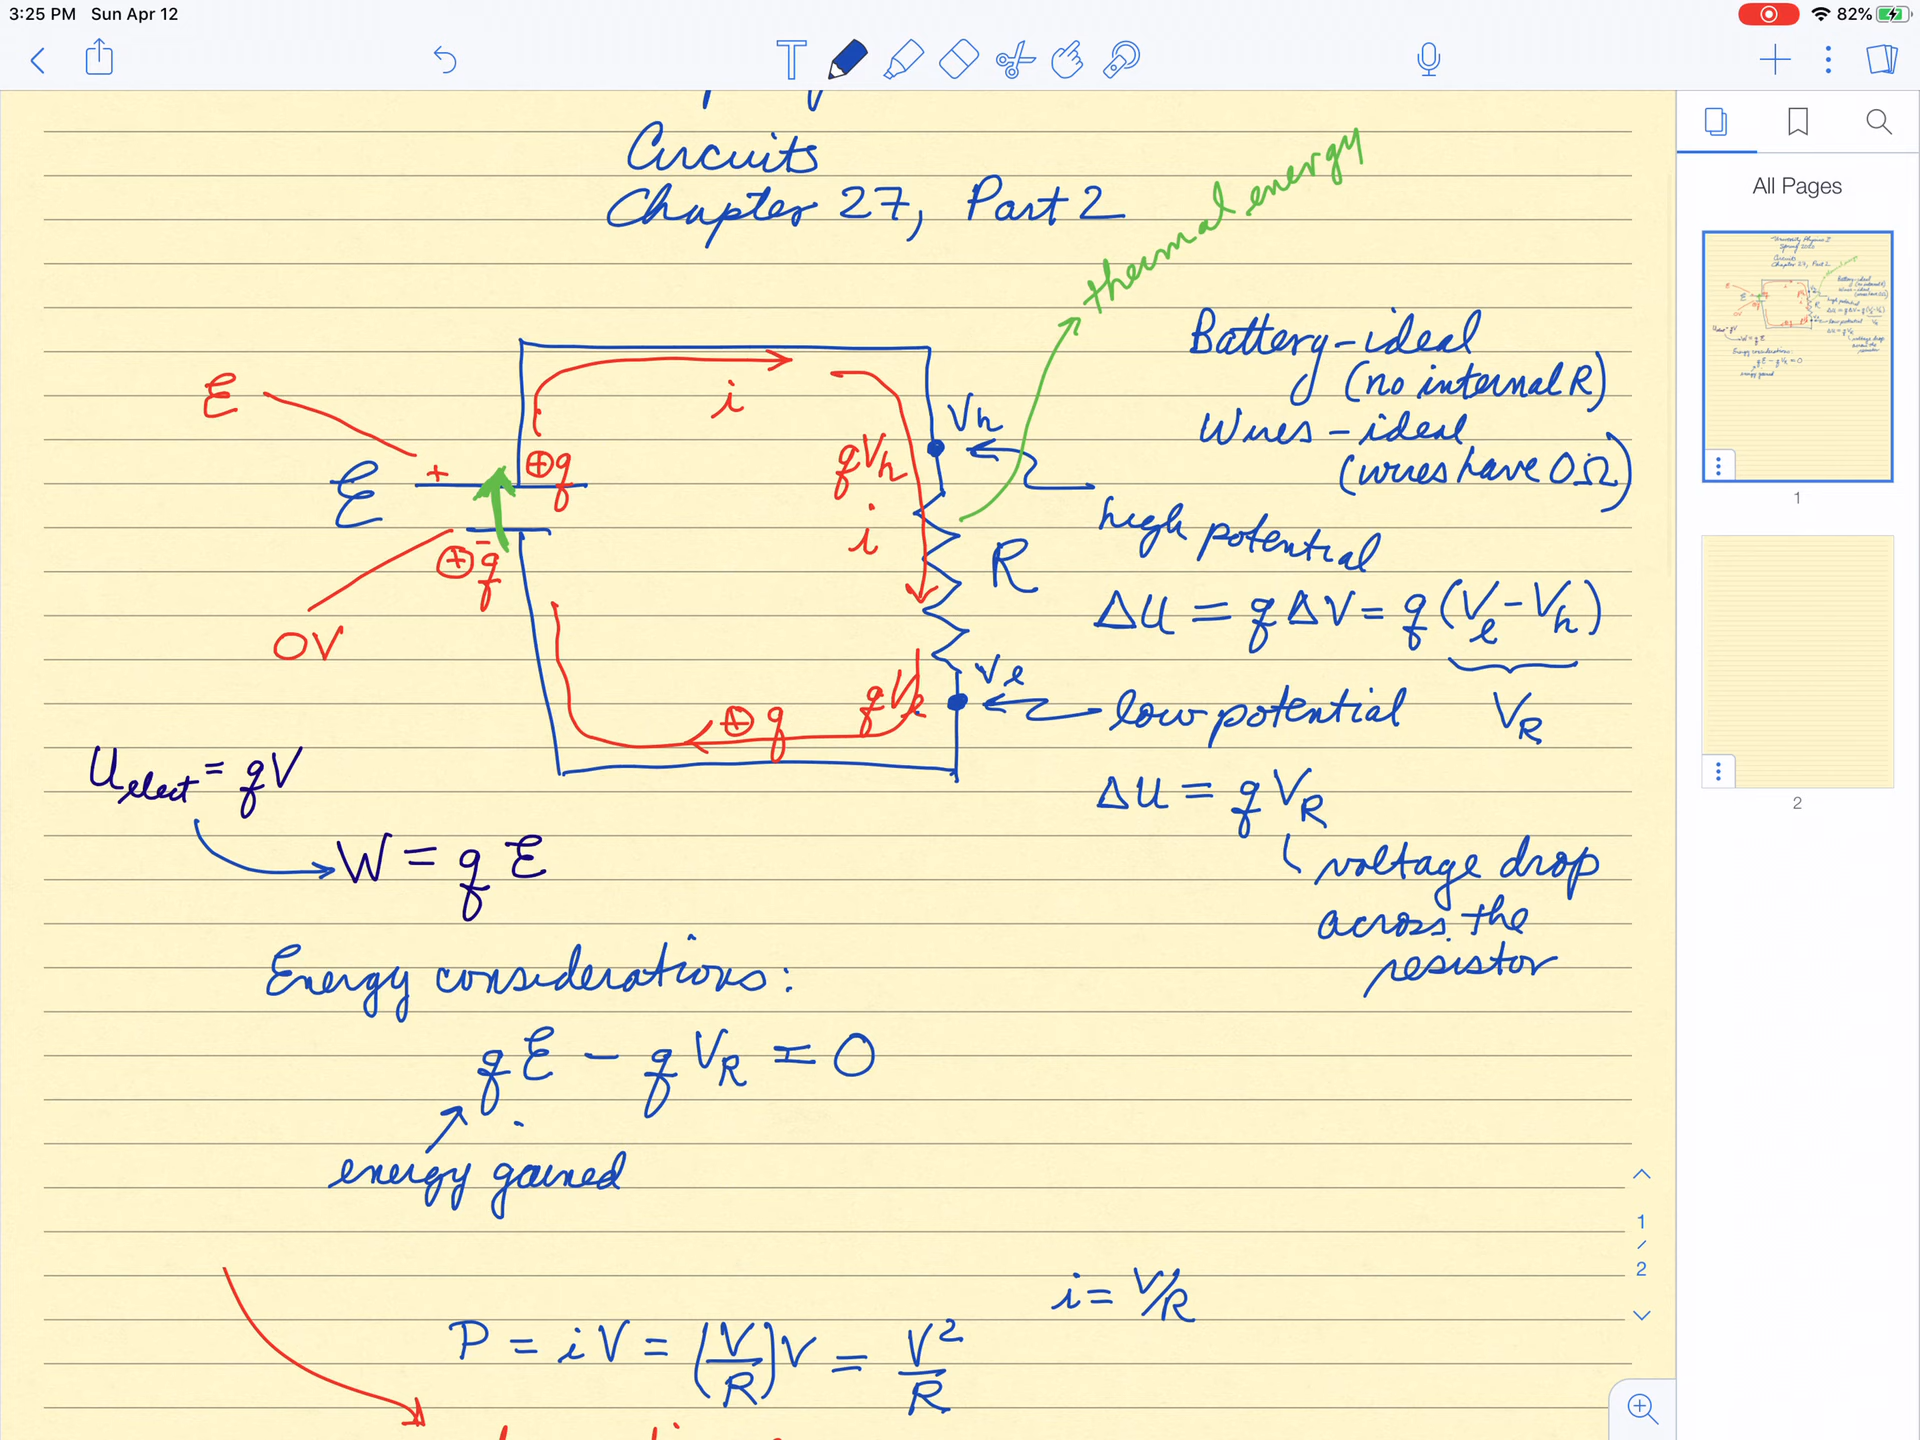 3:25 PM Sun Apr 12
82%
Circuits
Chapter 27, Part 2
thermal energy
Battery-ideal
(no internal R)
Wires - ideal
(wires have 0Ω)
ℰ
i
Vh
+
⊕q
qVh
ℰ
i
high potential
-
⊕q
R
0V
ΔU = qΔV = q(Vℓ - Vh)
Vℓ
qVℓ
⊕q
low potential
VR
Uelect = qV
ΔU = qVR
W = qℰ
voltage drop
across the
resistor
Energy considerations:
qℰ - qVR = 0
energy gained
i = V/R
P = iV = (V/R)V = V²/R
All Pages
1
2
1
/
2